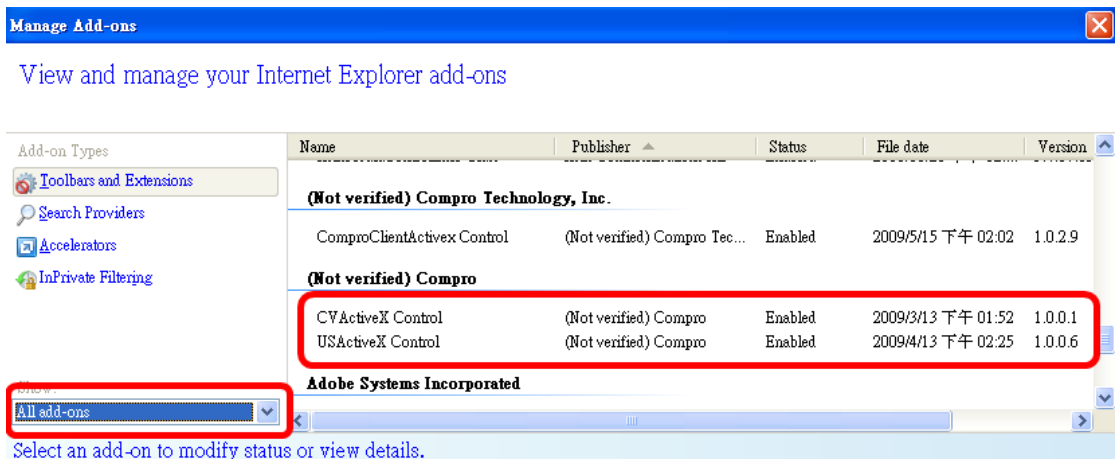 Manage Add-ons
View and manage your Internet Explorer add-ons
Add-on Types
Toolbars and Extensions
Search Providers
Accelerators
InPrivate Filtering
Show:
All add-ons
Name Publisher Status File date Version
(Not verified) Compro Technology, Inc.
ComproClientActivex Control (Not verified) Compro Tec... Enabled 2009/5/15 下午 02:02 1.0.2.9
(Not verified) Compro
CVActiveX Control (Not verified) Compro Enabled 2009/3/13 下午 01:52 1.0.0.1
USActiveX Control (Not verified) Compro Enabled 2009/4/13 下午 02:25 1.0.0.6
Adobe Systems Incorporated
Select an add-on to modify status or view details.